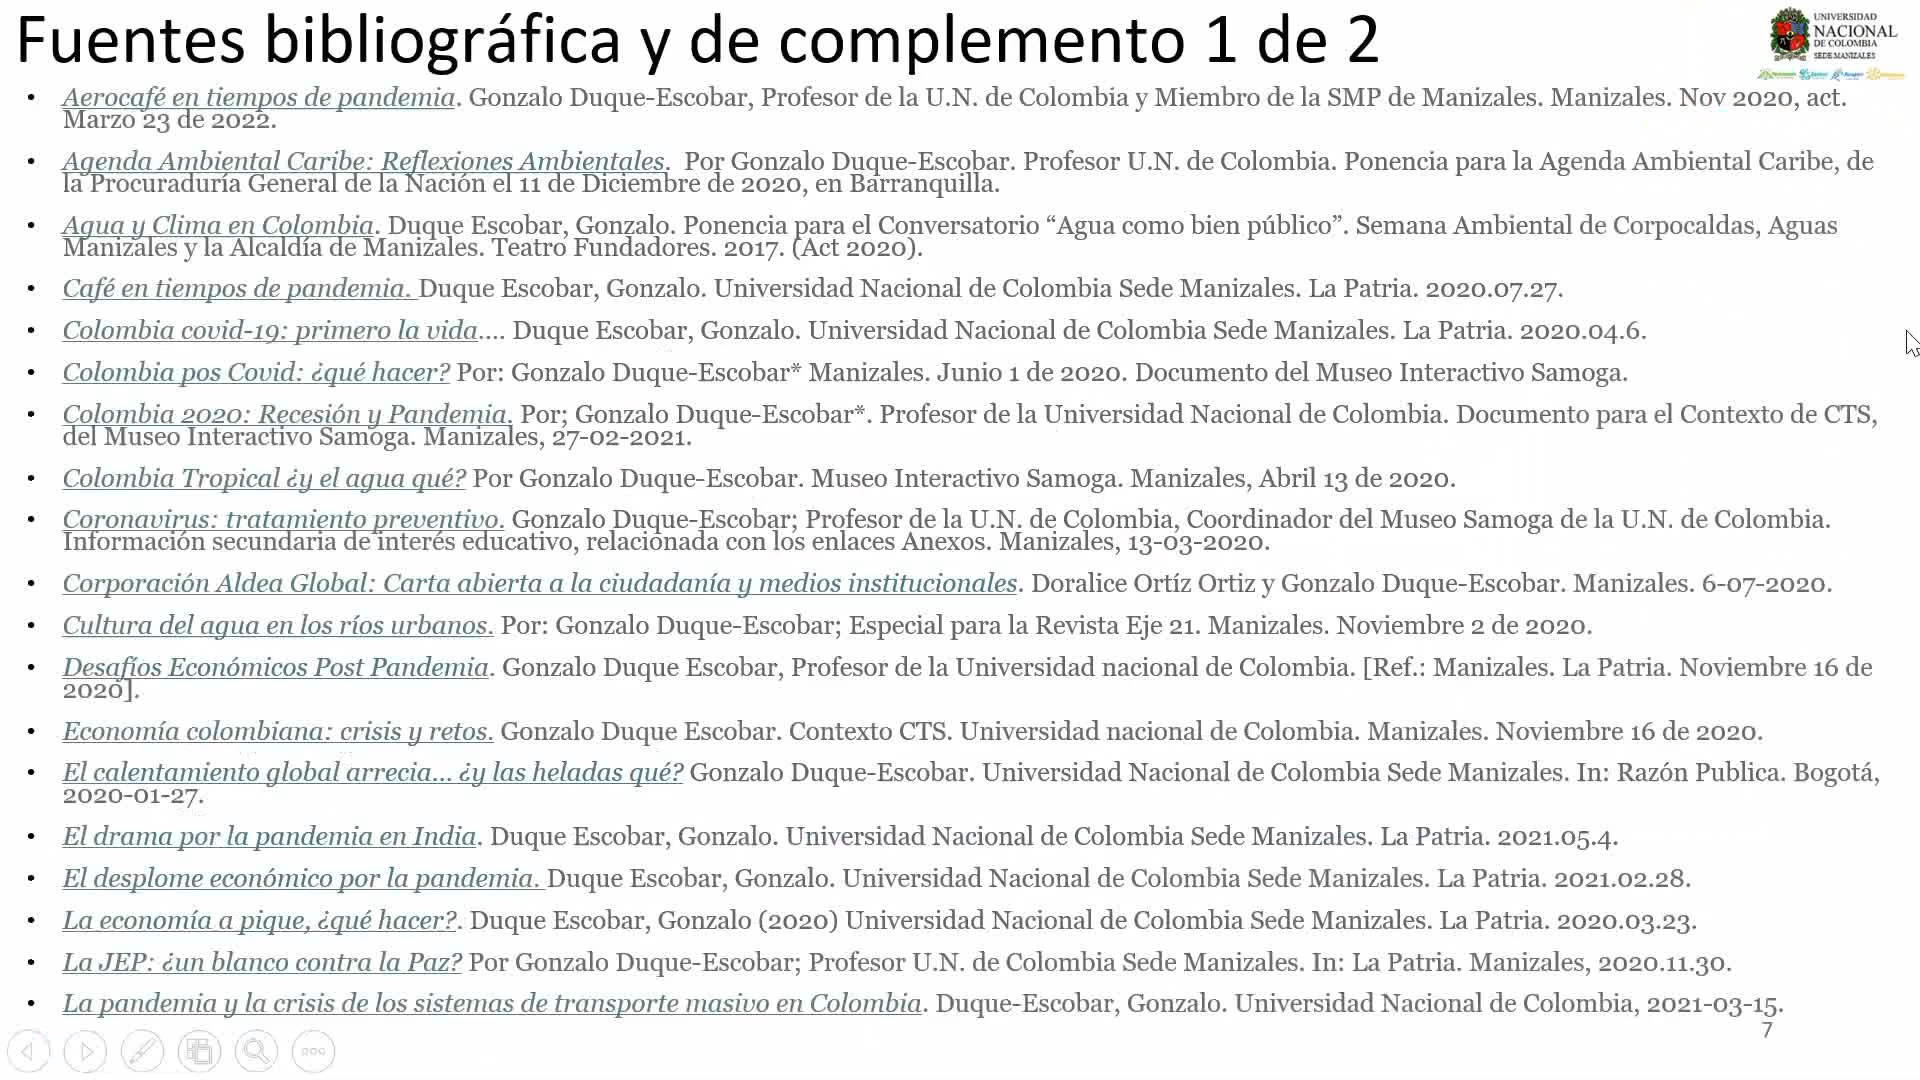 Fuentes bibliográfica y de complemento 1 de 2
UNIVERSIDAD
NACIONAL
DE COLOMBIA
SEDE MANIZALES
• Aerocafé en tiempos de pandemia. Gonzalo Duque-Escobar, Profesor de la U.N. de Colombia y Miembro de la SMP de Manizales. Manizales. Nov 2020, act.
Marzo 23 de 2022.
• Agenda Ambiental Caribe: Reflexiones Ambientales. Por Gonzalo Duque-Escobar. Profesor U.N. de Colombia. Ponencia para la Agenda Ambiental Caribe, de
la Procuraduría General de la Nación el 11 de Diciembre de 2020, en Barranquilla.
• Agua y Clima en Colombia. Duque Escobar, Gonzalo. Ponencia para el Conversatorio “Agua como bien público”. Semana Ambiental de Corpocaldas, Aguas
Manizales y la Alcaldía de Manizales. Teatro Fundadores. 2017. (Act 2020).
• Café en tiempos de pandemia. Duque Escobar, Gonzalo. Universidad Nacional de Colombia Sede Manizales. La Patria. 2020.07.27.
• Colombia covid-19: primero la vida…. Duque Escobar, Gonzalo. Universidad Nacional de Colombia Sede Manizales. La Patria. 2020.04.6.
• Colombia pos Covid: ¿qué hacer? Por: Gonzalo Duque-Escobar* Manizales. Junio 1 de 2020. Documento del Museo Interactivo Samoga.
• Colombia 2020: Recesión y Pandemia. Por; Gonzalo Duque-Escobar*. Profesor de la Universidad Nacional de Colombia. Documento para el Contexto de CTS,
del Museo Interactivo Samoga. Manizales, 27-02-2021.
• Colombia Tropical ¿y el agua qué? Por Gonzalo Duque-Escobar. Museo Interactivo Samoga. Manizales, Abril 13 de 2020.
• Coronavirus: tratamiento preventivo. Gonzalo Duque-Escobar; Profesor de la U.N. de Colombia, Coordinador del Museo Samoga de la U.N. de Colombia.
Información secundaria de interés educativo, relacionada con los enlaces Anexos. Manizales, 13-03-2020.
• Corporación Aldea Global: Carta abierta a la ciudadanía y medios institucionales. Doralice Ortíz Ortiz y Gonzalo Duque-Escobar. Manizales. 6-07-2020.
• Cultura del agua en los ríos urbanos. Por: Gonzalo Duque-Escobar; Especial para la Revista Eje 21. Manizales. Noviembre 2 de 2020.
• Desafíos Económicos Post Pandemia. Gonzalo Duque Escobar, Profesor de la Universidad nacional de Colombia. [Ref.: Manizales. La Patria. Noviembre 16 de
2020].
• Economía colombiana: crisis y retos. Gonzalo Duque Escobar. Contexto CTS. Universidad nacional de Colombia. Manizales. Noviembre 16 de 2020.
• El calentamiento global arrecia… ¿y las heladas qué? Gonzalo Duque-Escobar. Universidad Nacional de Colombia Sede Manizales. In: Razón Publica. Bogotá,
2020-01-27.
• El drama por la pandemia en India. Duque Escobar, Gonzalo. Universidad Nacional de Colombia Sede Manizales. La Patria. 2021.05.4.
• El desplome económico por la pandemia. Duque Escobar, Gonzalo. Universidad Nacional de Colombia Sede Manizales. La Patria. 2021.02.28.
• La economía a pique, ¿qué hacer?. Duque Escobar, Gonzalo (2020) Universidad Nacional de Colombia Sede Manizales. La Patria. 2020.03.23.
• La JEP: ¿un blanco contra la Paz? Por Gonzalo Duque-Escobar; Profesor U.N. de Colombia Sede Manizales. In: La Patria. Manizales, 2020.11.30.
• La pandemia y la crisis de los sistemas de transporte masivo en Colombia. Duque-Escobar, Gonzalo. Universidad Nacional de Colombia, 2021-03-15.
7